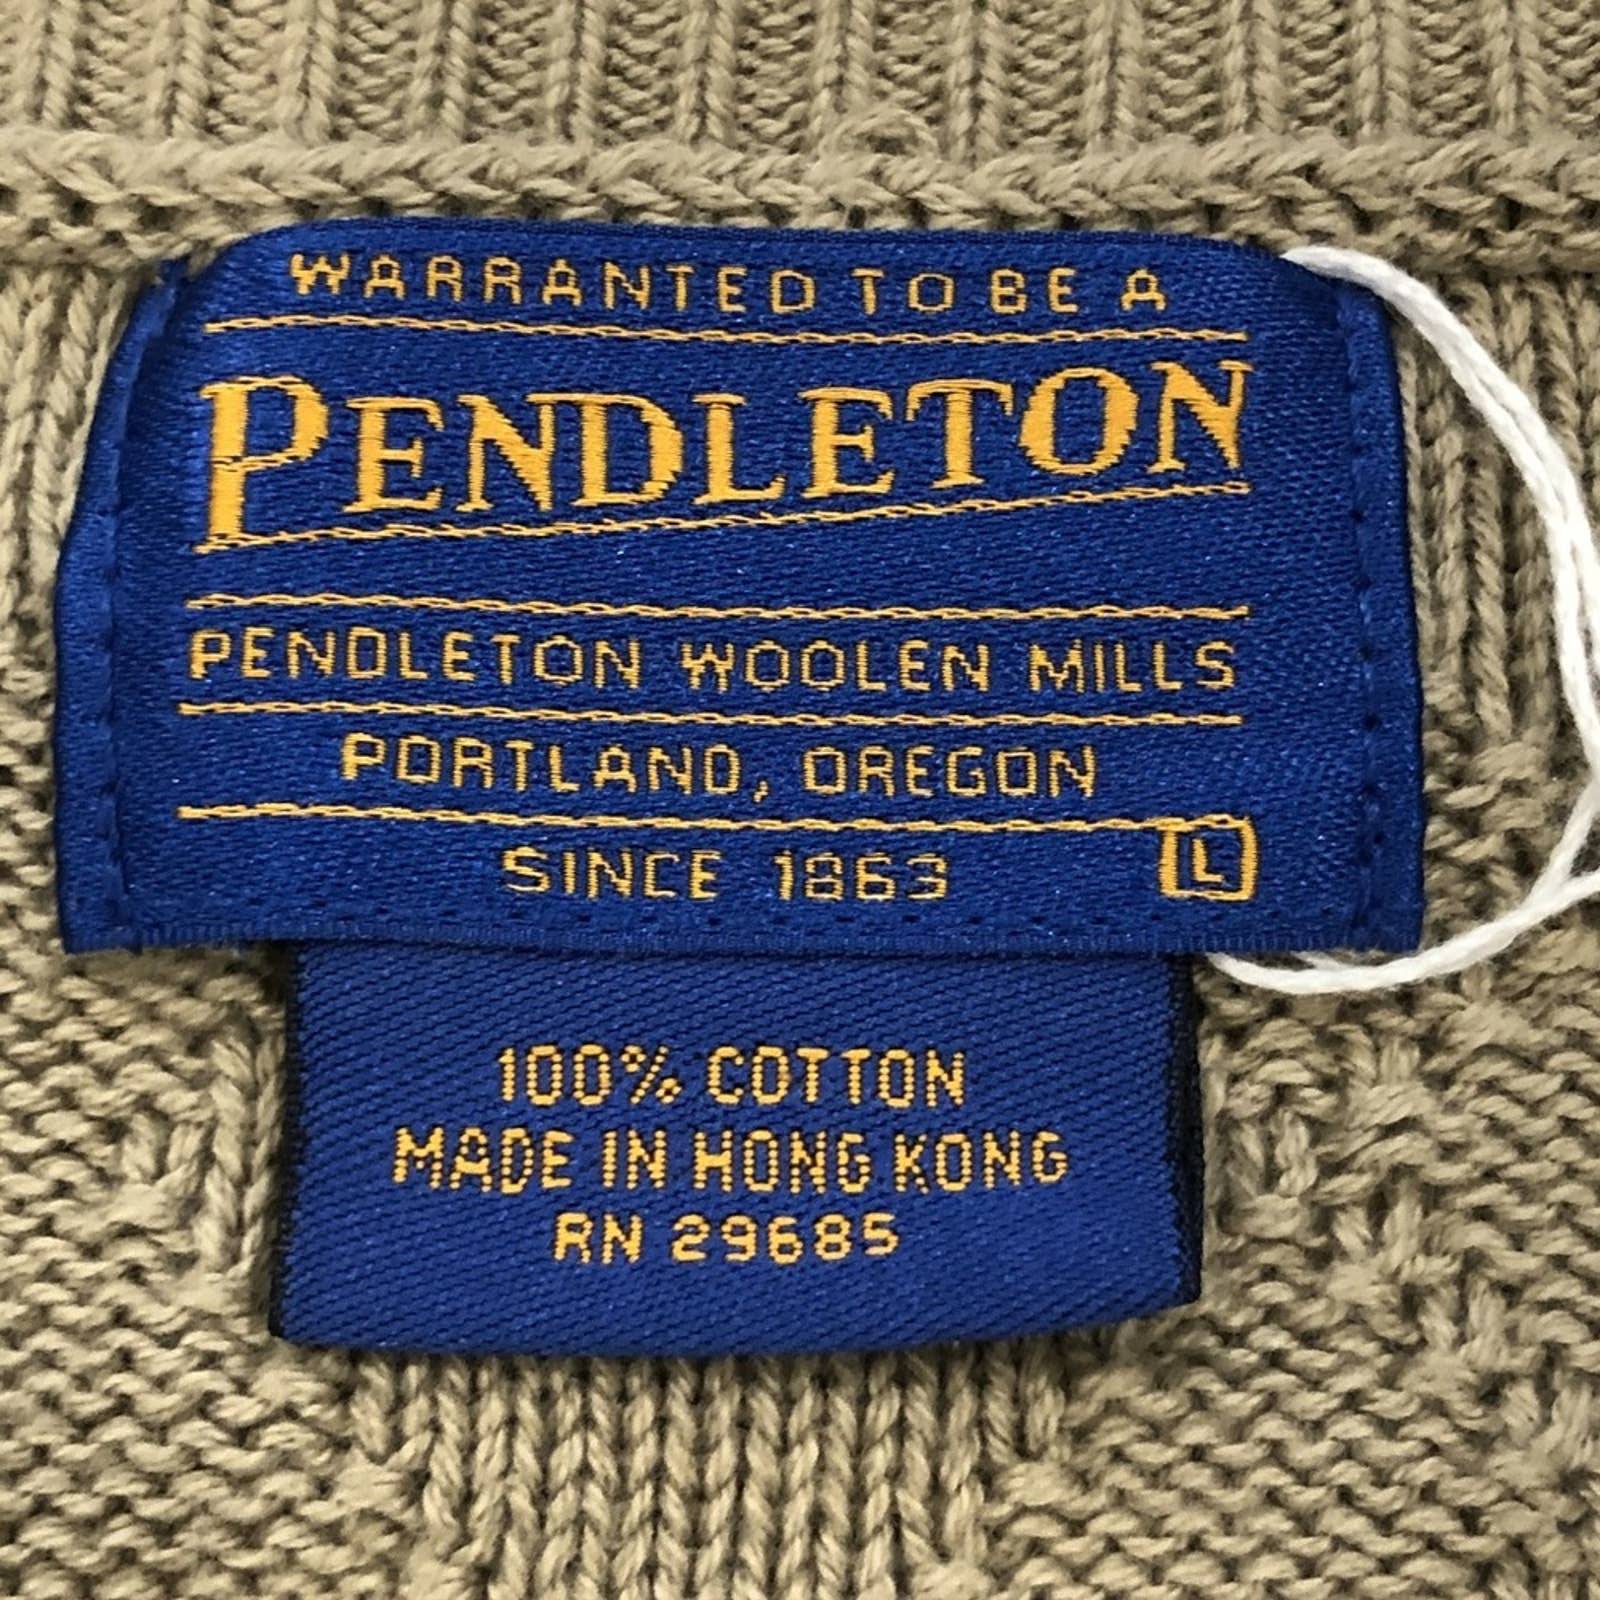 WARRANTED TO BE A
PENDLETON
PENDLETON WOOLEN MILLS
PORTLAND, OREGON
SINCE 1863
L
100% COTTON
MADE IN HONG KONG
RN 29685